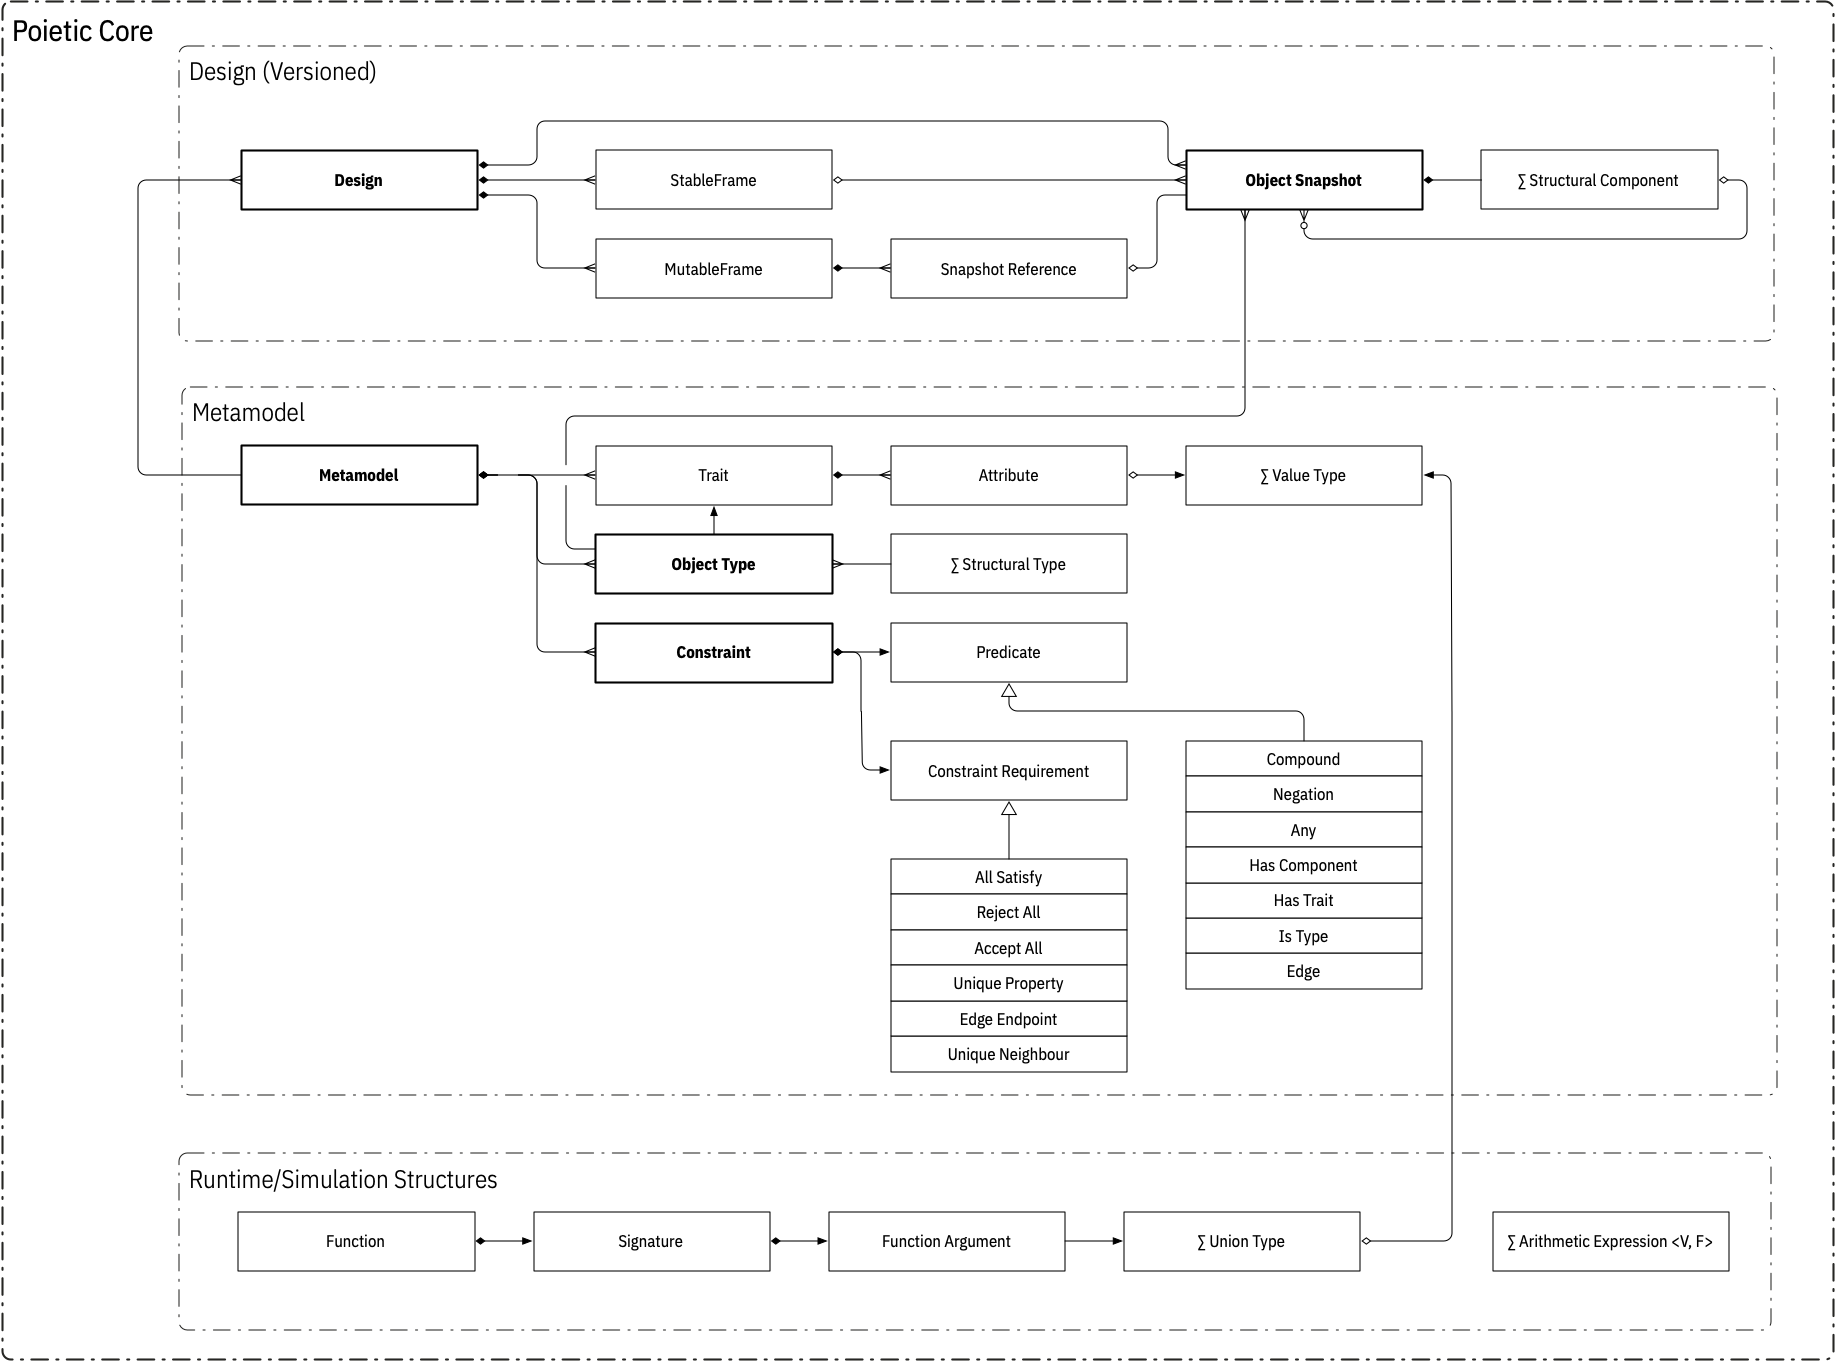 Poietic Core
Design (Versioned)
Design
StableFrame
Object Snapshot
∑ Structural Component
MutableFrame
Snapshot Reference
Metamodel
Metamodel
Trait
Attribute
∑ Value Type
Object Type
∑ Structural Type
Constraint
Predicate
Constraint Requirement
Compound
Negation
Any
Has Component
Has Trait
Is Type
Edge
All Satisfy
Reject All
Accept All
Unique Property
Edge Endpoint
Unique Neighbour
Runtime/Simulation Structures
Function
Signature
Function Argument
∑ Union Type
∑ Arithmetic Expression <V, F>